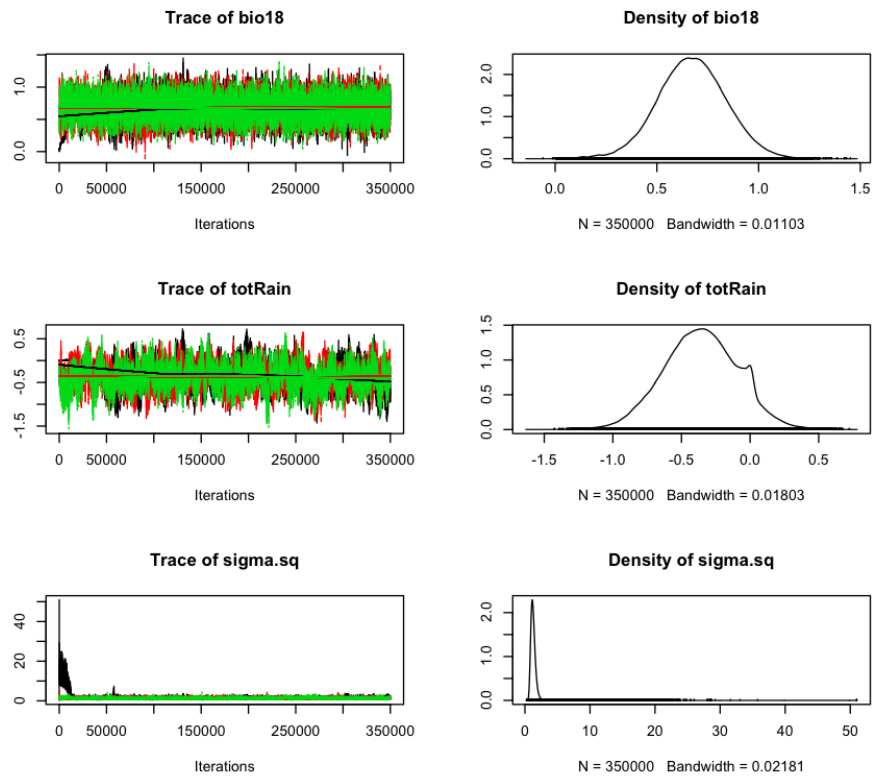 Trace of bio18
1.0
0.0
0 50000 150000 250000 350000
Iterations
Density of bio18
2.0
1.0
0.0
0.0 0.5 1.0 1.5
N = 350000 Bandwidth = 0.01103
Trace of totRain
0.5
-0.5
-1.5
0 50000 150000 250000 350000
Iterations
Density of totRain
1.5
1.0
0.5
0.0
-1.5 -1.0 -0.5 0.0 0.5
N = 350000 Bandwidth = 0.01803
Trace of sigma.sq
40
20
0
0 50000 150000 250000 350000
Iterations
Density of sigma.sq
2.0
1.0
0.0
0 10 20 30 40 50
N = 350000 Bandwidth = 0.02181